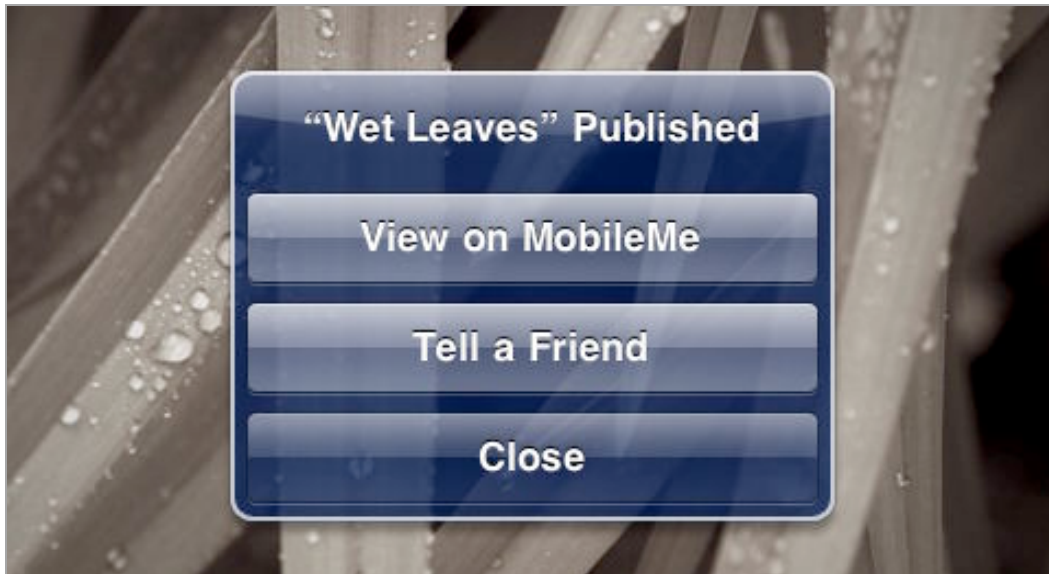 “Wet Leaves” Published
View on MobileMe
Tell a Friend
Close